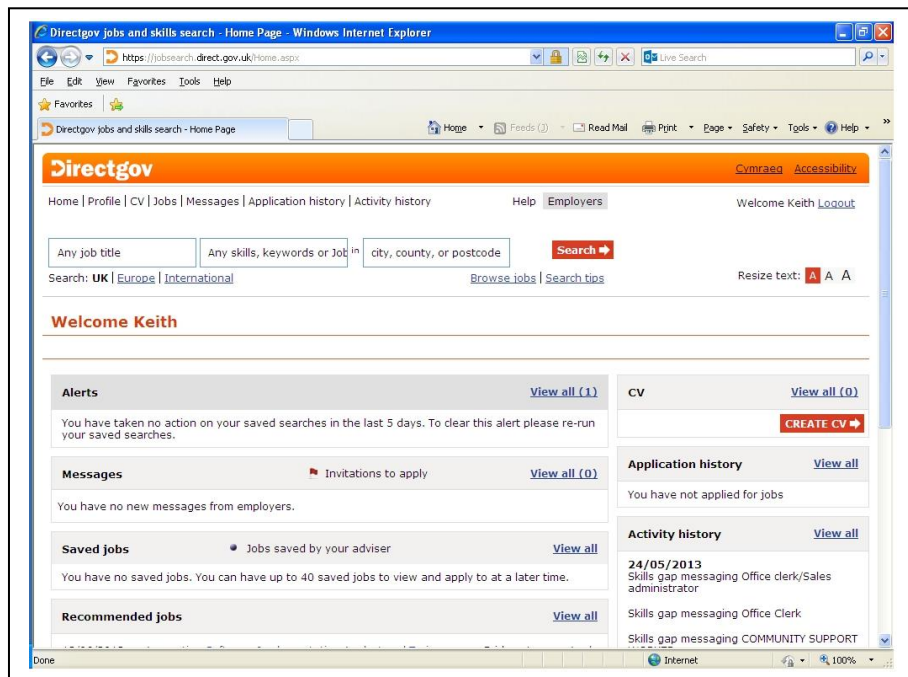 Directgov jobs and skills search - Home Page - Windows Internet Explorer
https://jobsearch.direct.gov.uk/Home.aspx
Live Search
File Edit View Favorites Tools Help
Favorites
Directgov jobs and skills search - Home Page
Home Feeds (J) Read Mail Print Page Safety Tools Help
Directgov
Cymraeg Accessibility
Home | Profile | CV | Jobs | Messages | Application history | Activity history
Help Employers
Welcome Keith Logout
Any job title Any skills, keywords or Job in city, county, or postcode Search
Search: UK | Europe | International
Browse jobs | Search tips
Resize text: A A A
Welcome Keith
Alerts View all (1)
You have taken no action on your saved searches in the last 5 days. To clear this alert please re-run
your saved searches.
Messages Invitations to apply View all (0)
You have no new messages from employers.
Saved jobs Jobs saved by your adviser View all
You have no saved jobs. You can have up to 40 saved jobs to view and apply to at a later time.
Recommended jobs View all
CV View all (0)
CREATE CV
Application history View all
You have not applied for jobs
Activity history View all
24/05/2013
Skills gap messaging Office clerk/Sales
administrator
Skills gap messaging Office Clerk
Skills gap messaging COMMUNITY SUPPORT
Done
Internet
100%